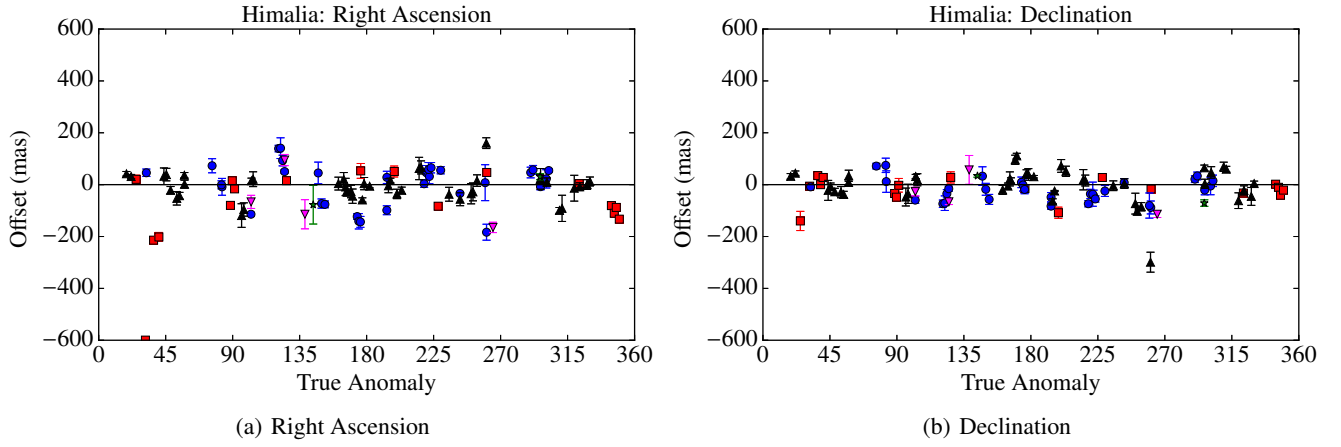 Himalia: Right Ascension
600
400
200
0
−200
−400
−600
Offset (mas)
0 45 90 135 180 225 270 315 360
True Anomaly
(a) Right Ascension
Himalia: Declination
600
400
200
0
−200
−400
−600
Offset (mas)
0 45 90 135 180 225 270 315 360
True Anomaly
(b) Declination